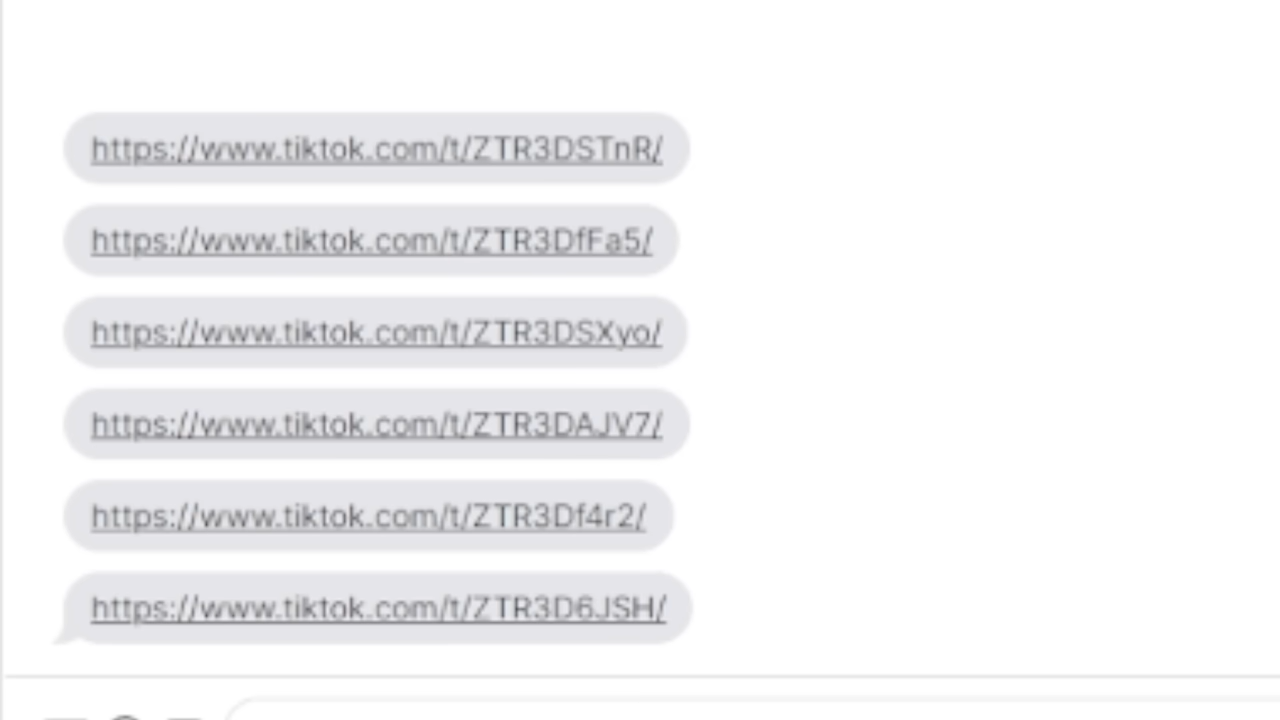 https://www.tiktok.com/t/ZTR3DSTnR/
https://www.tiktok.com/t/ZTR3DfFa5/
https://www.tiktok.com/t/ZTR3DSXyo/
https://www.tiktok.com/t/ZTR3DAJV7/
https://www.tiktok.com/t/ZTR3Df4r2/
https://www.tiktok.com/t/ZTR3D6JSH/